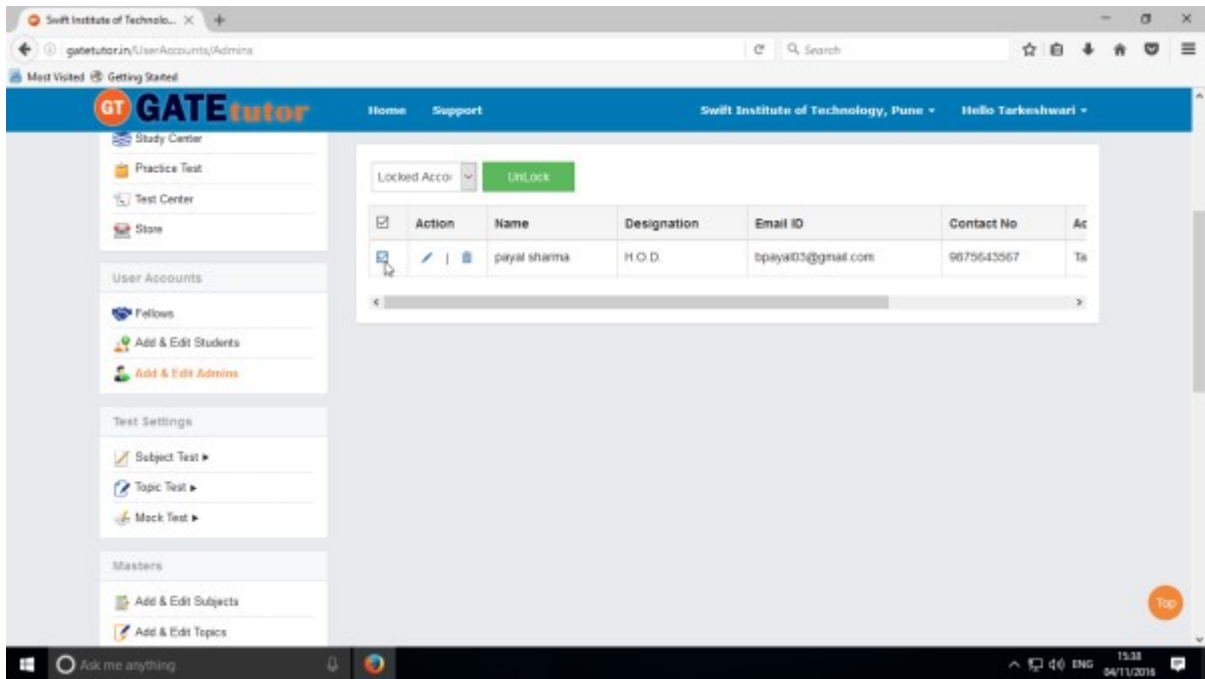 Swift Institute of Technolo...
gatetutor.in/UserAccounts/Admins
Search
Most Visited Getting Started
GT GATEtutor Home Support Swift Institute of Technology, Pune Hello Tarkeshwari
Study Center
Practice Test
Test Center
Store
User Accounts
Fellows
Add & Edit Students
Add & Edit Admins
Test Settings
Subject Test
Topic Test
Mock Test
Masters
Add & Edit Subjects
Add & Edit Topics
Locked Accou UnLock
Action Name Designation Email ID Contact No Ac
| payal sharma H.O.D. bpayal03@gmail.com 9875643567 Ta
Top
Ask me anything ENG 15:38
04/11/2016